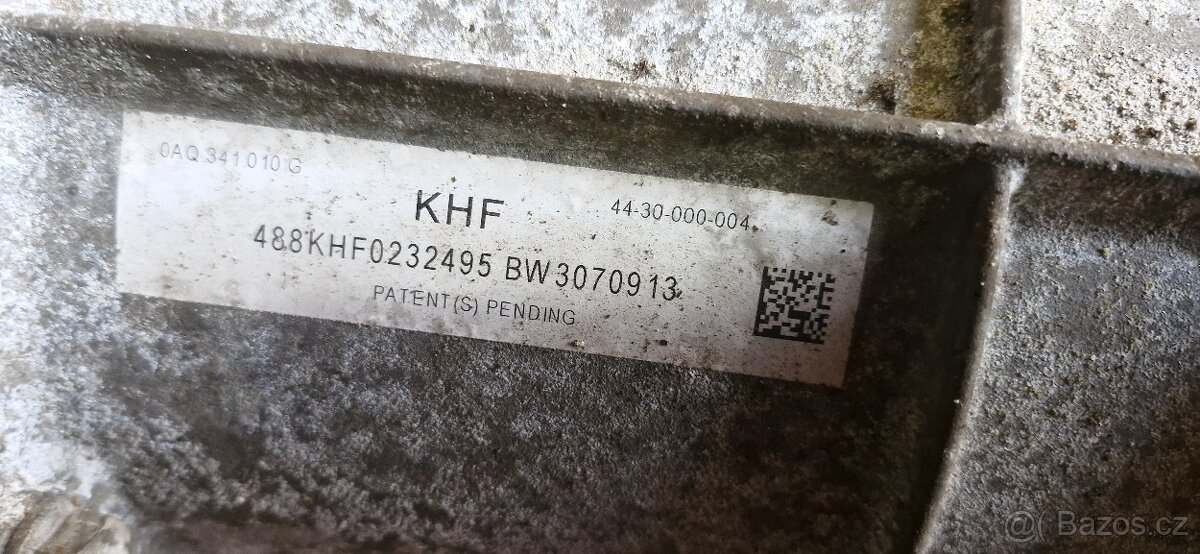 0AQ 341 010 G
KHF
44-30-000-004
488KHF0232495 BW3070913
PATENT(S) PENDING
@( Bazos.cz